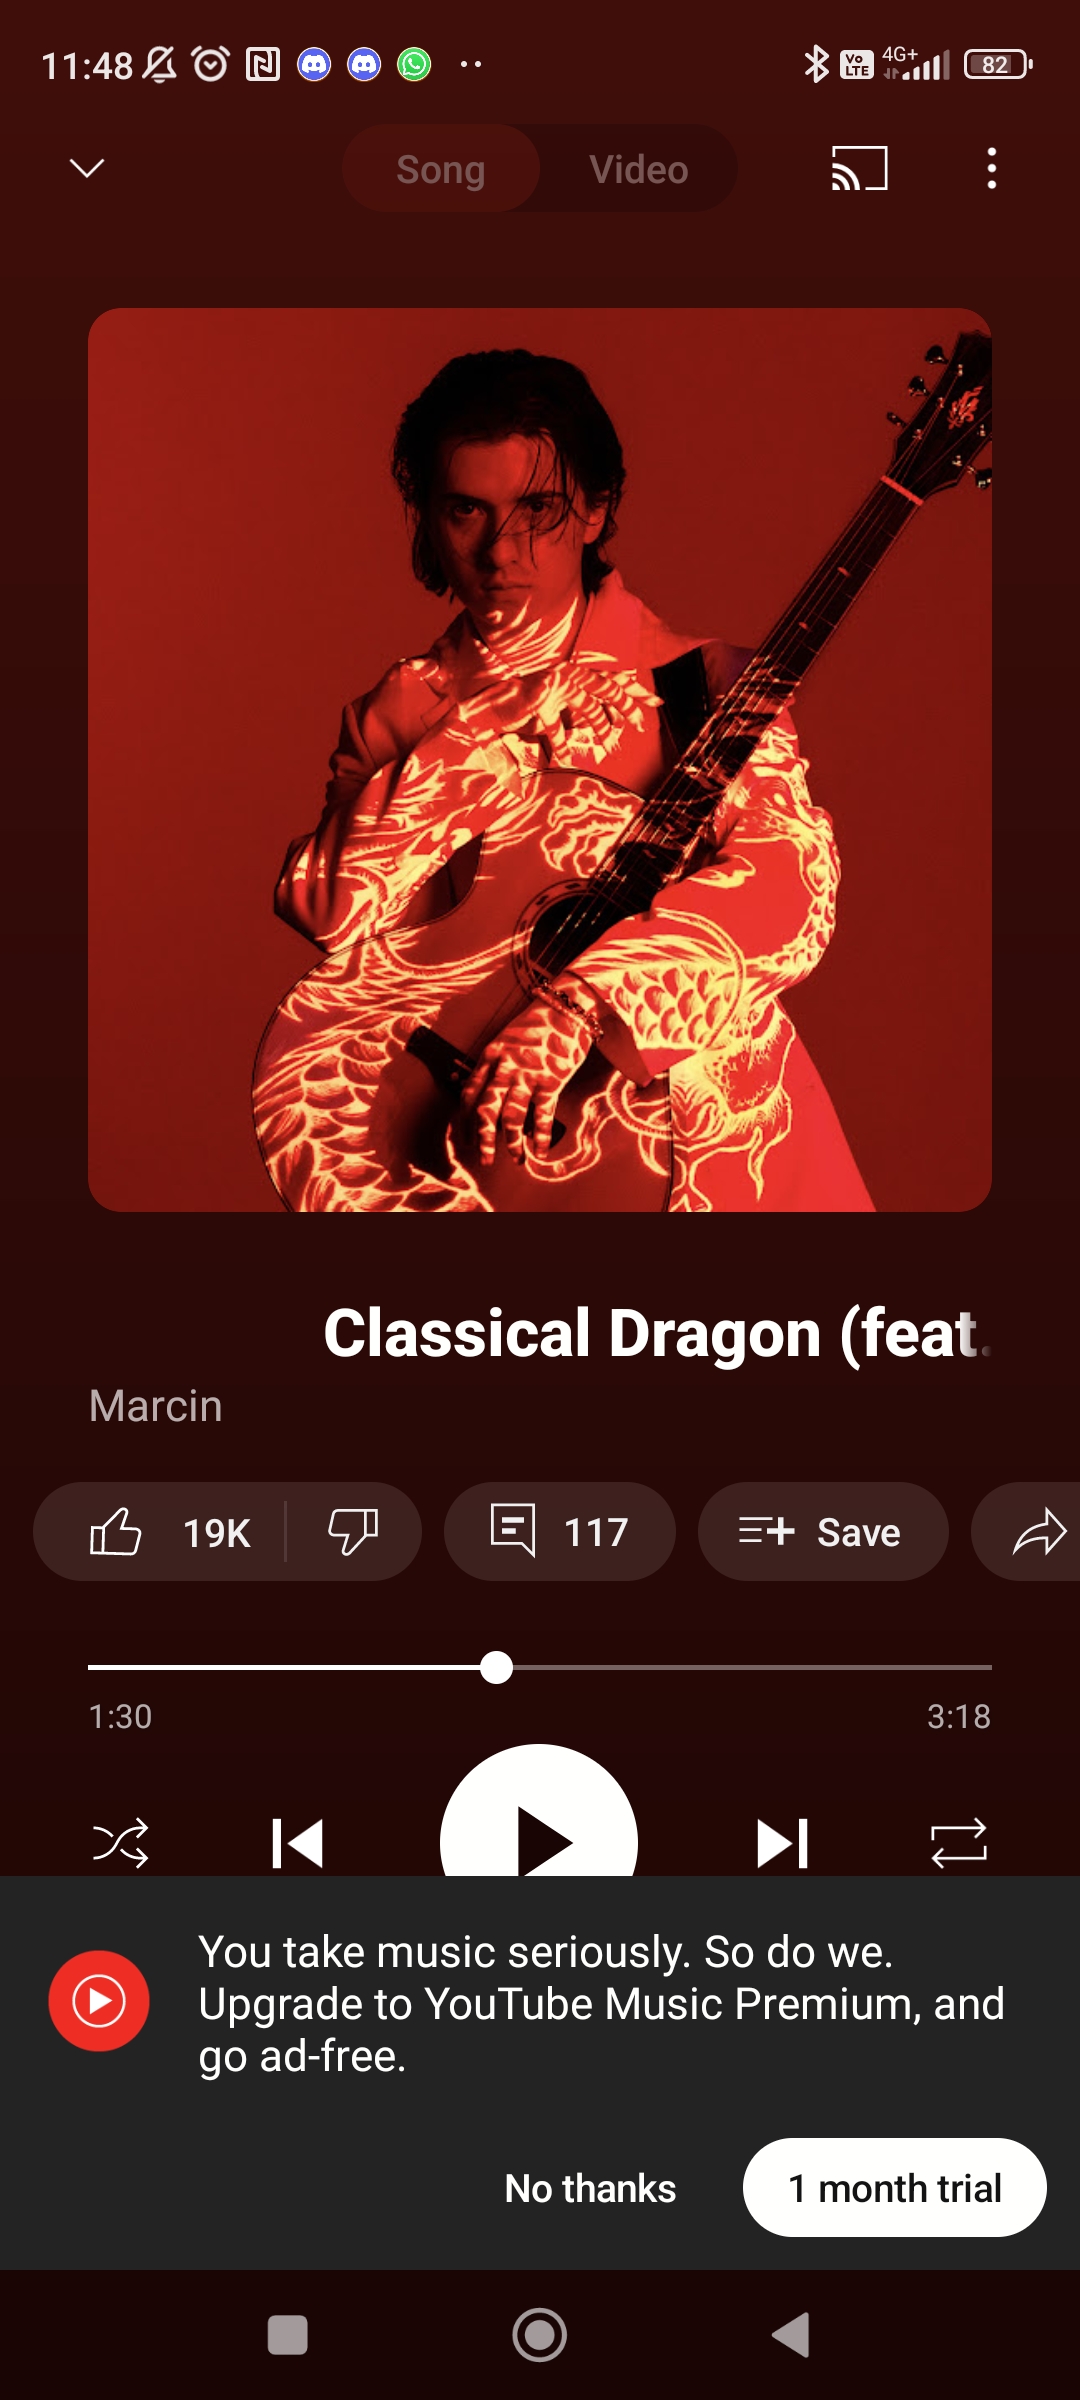 11:48
Vo LTE 4G+ 82
Song Video
Classical Dragon (feat.
Marcin
19K 117 Save
1:30 3:18
You take music seriously. So do we.
Upgrade to YouTube Music Premium, and
go ad-free.
No thanks 1 month trial